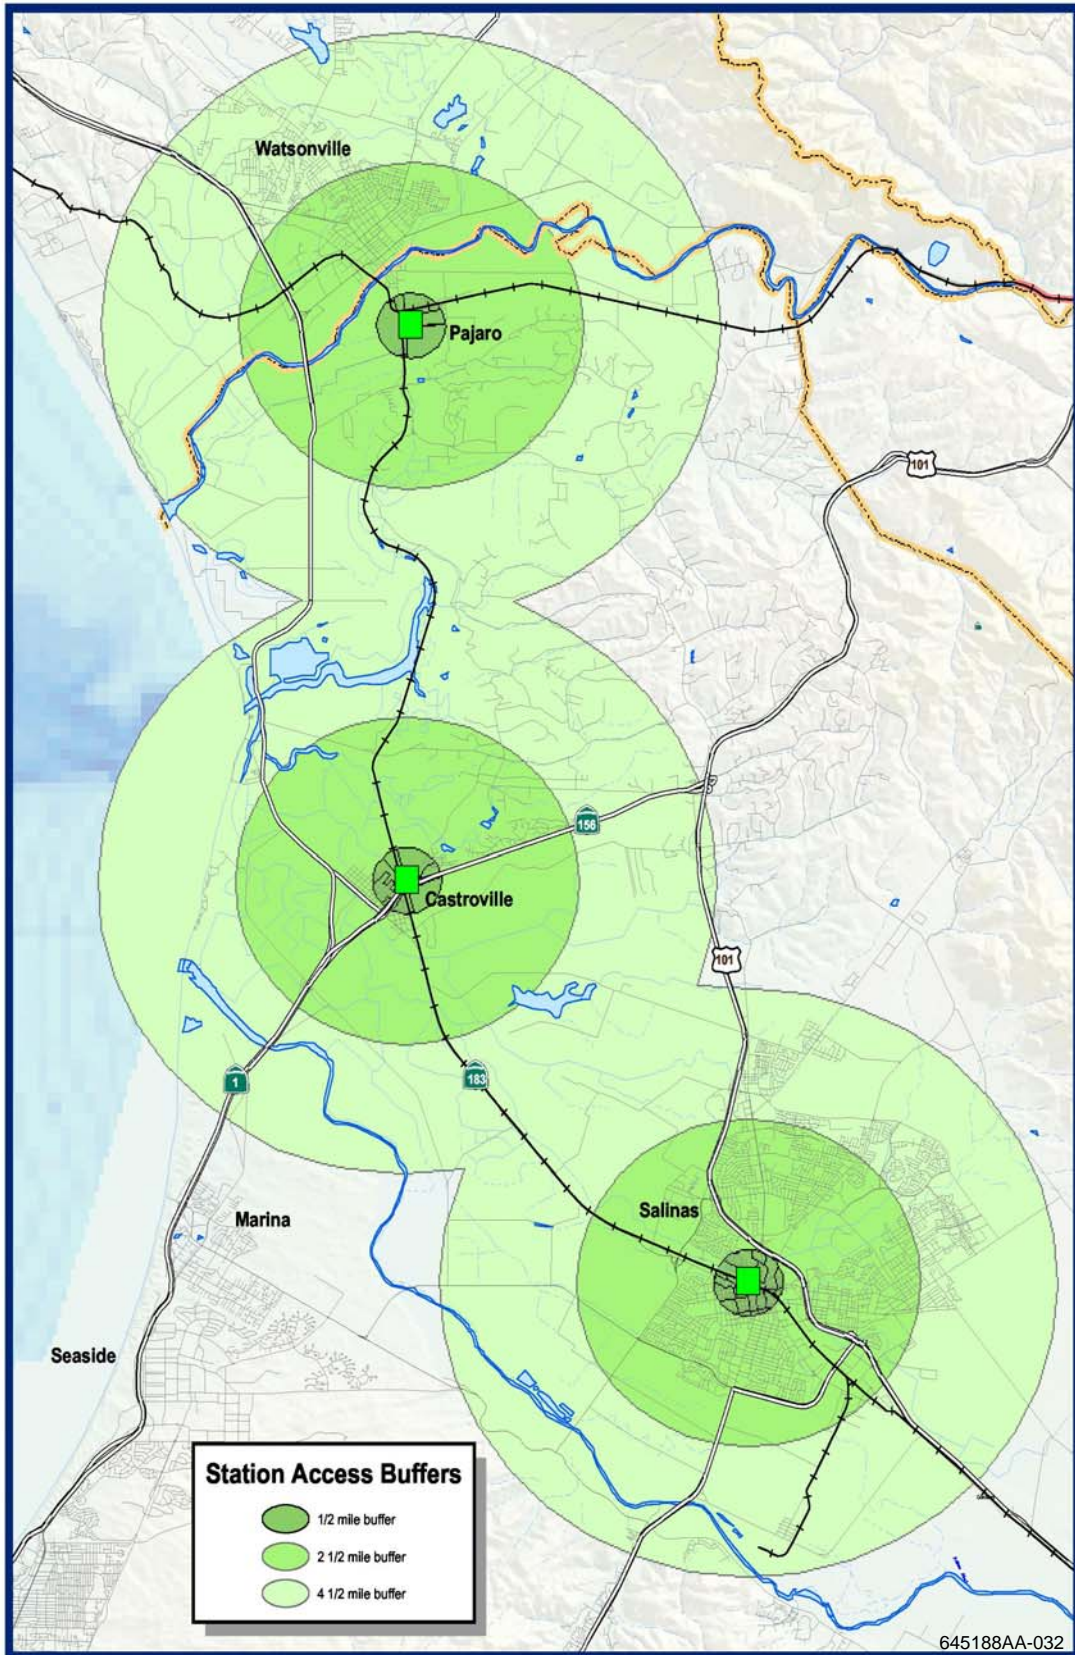 Watsonville
Pajaro
101
156
Castroville
101
1
183
Salinas
Marina
Seaside
Station Access Buffers
1/2 mile buffer
2 1/2 mile buffer
4 1/2 mile buffer
645188AA-032